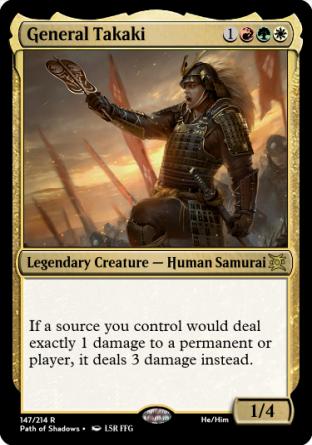 General Takaki 1
Legendary Creature — Human Samurai
If a source you control would deal
exactly 1 damage to a permanent or
player, it deals 3 damage instead.
1/4
147/214 R He/Him
Path of Shadows • LSR FFG